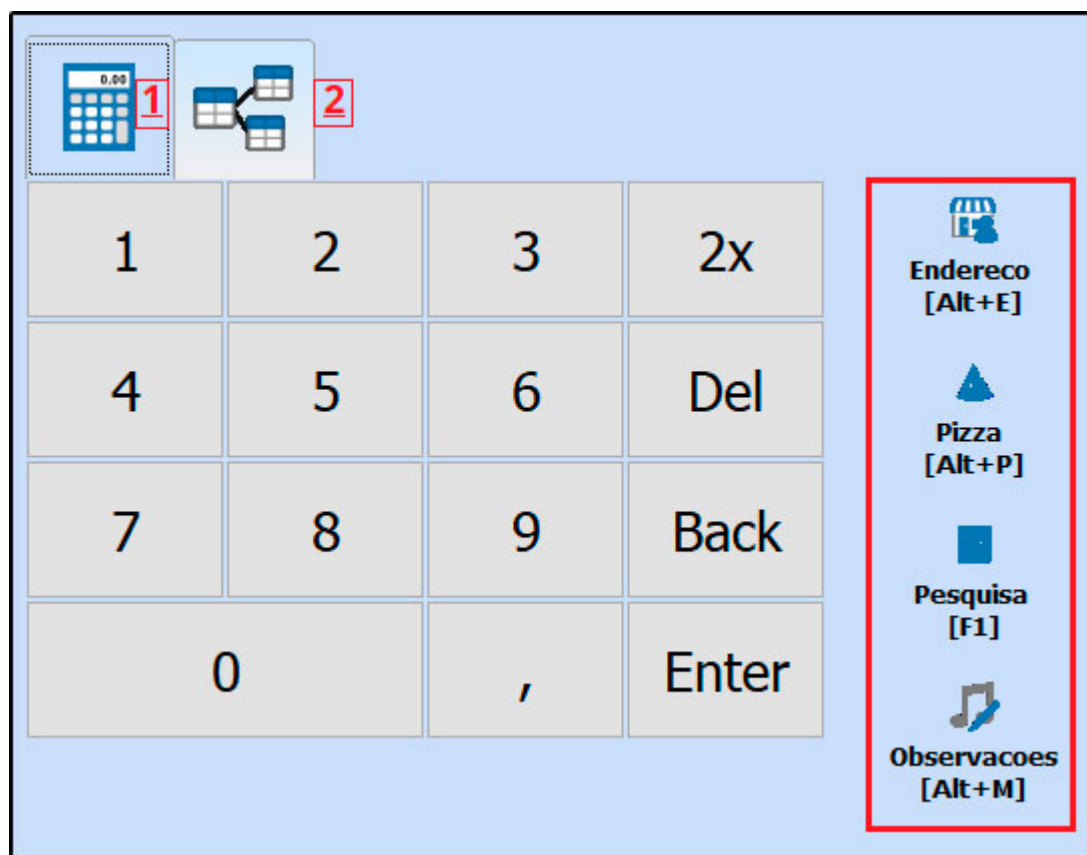 0.00
1
2
1 2 3 2x
4 5 6 Del
7 8 9 Back
0 , Enter
Endereco
[Alt+E]
Pizza
[Alt+P]
Pesquisa
[F1]
Observacoes
[Alt+M]